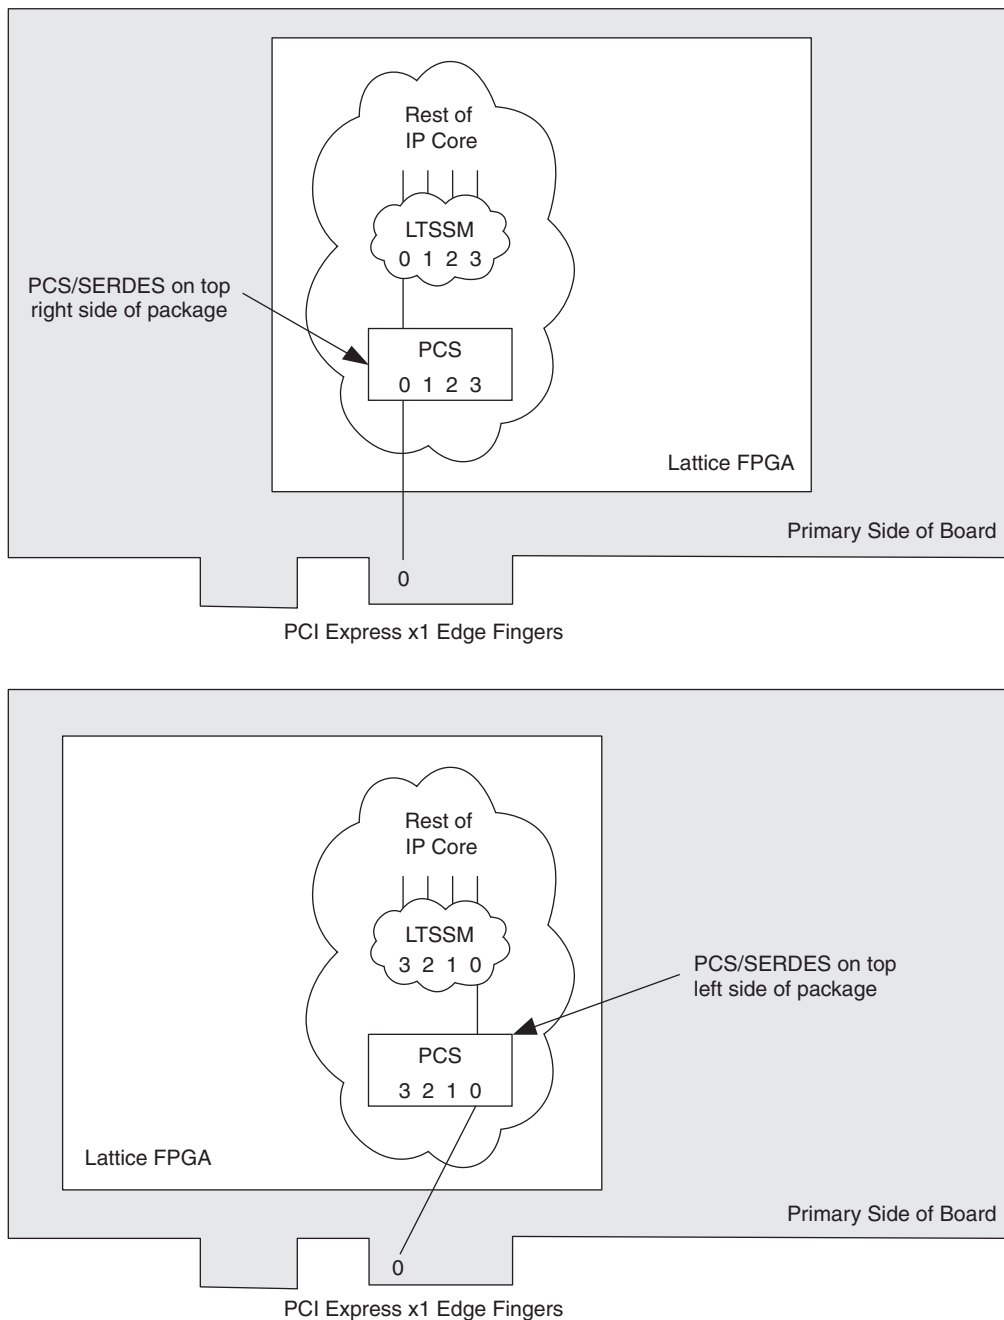 Rest of
IP Core
LTSSM
0 1 2 3
PCS/SERDES on top
right side of package
PCS
0 1 2 3
Lattice FPGA
Primary Side of Board
0
PCI Express x1 Edge Fingers
Rest of
IP Core
LTSSM
3 2 1 0
PCS/SERDES on top
left side of package
PCS
3 2 1 0
Lattice FPGA
Primary Side of Board
0
PCI Express x1 Edge Fingers